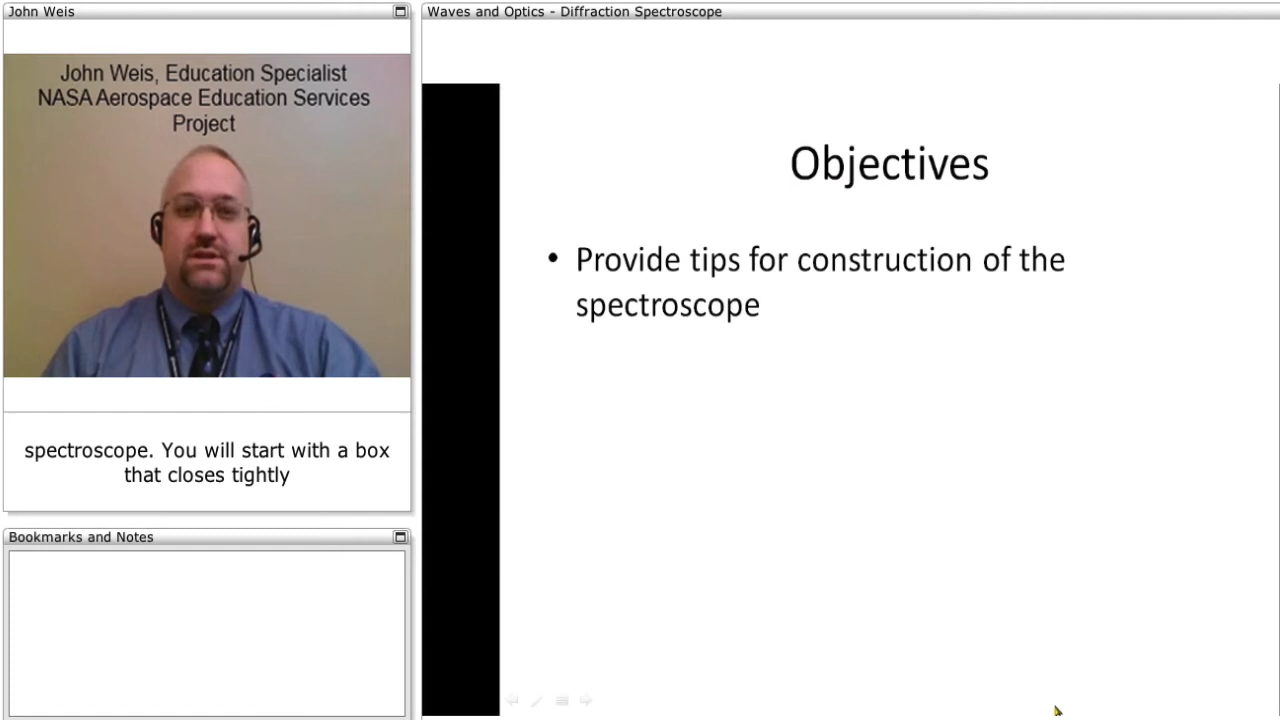 John Weis
John Weis, Education Specialist
NASA Aerospace Education Services
Project
spectroscope. You will start with a box
that closes tightly
Bookmarks and Notes
Waves and Optics - Diffraction Spectroscope
Objectives
• Provide tips for construction of the
spectroscope